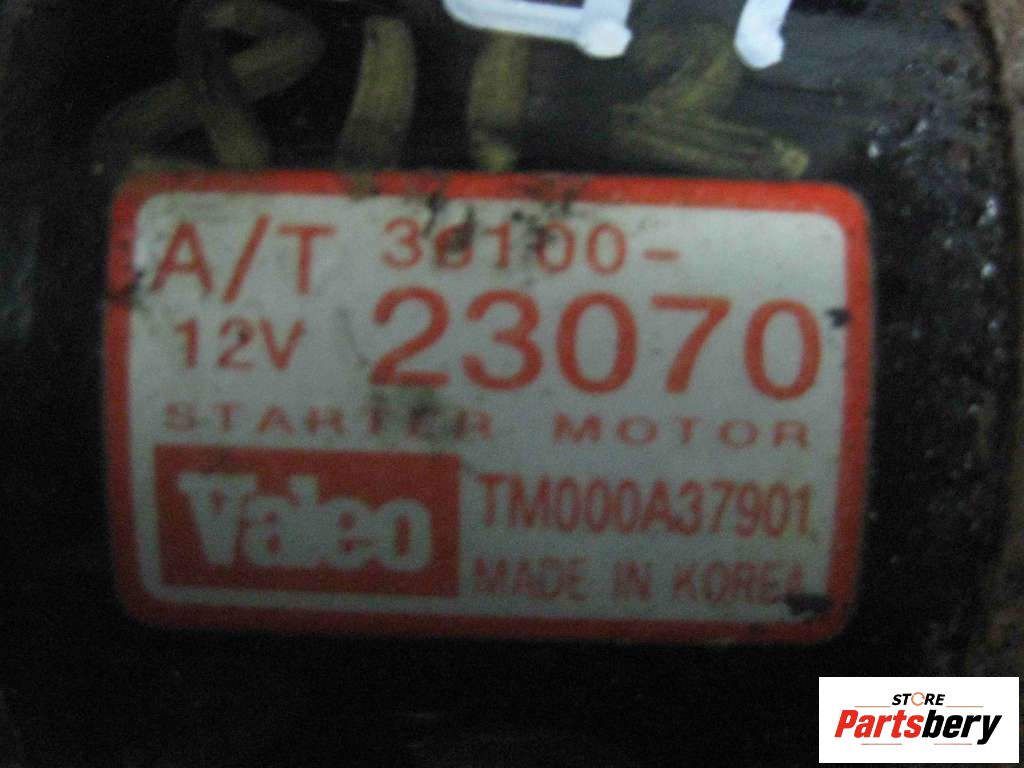 A/T 36100-
12V 23070
STARTER MOTOR
Valeo TM000A37901
MADE IN KOREA
STORE
Partsbery